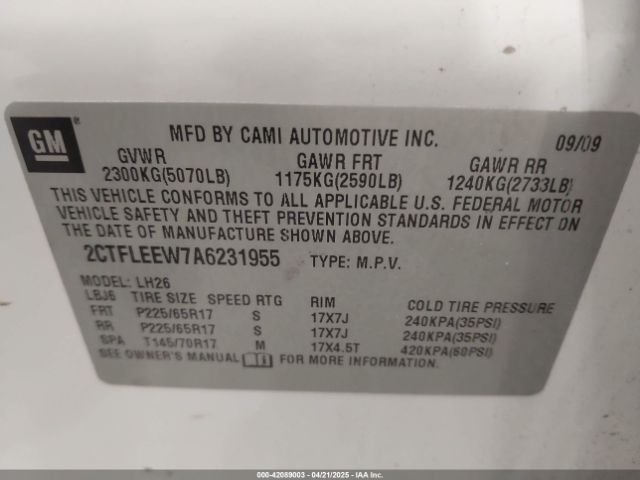 GM ®
MFD BY CAMI AUTOMOTIVE INC. 09/09
GVWR GAWR FRT GAWR RR
2300KG(5070LB) 1175KG(2590LB) 1240KG(2733LB)
THIS VEHICLE CONFORMS TO ALL APPLICABLE U.S. FEDERAL MOTOR
VEHICLE SAFETY AND THEFT PREVENTION STANDARDS IN EFFECT ON
THE DATE OF MANUFACTURE SHOWN ABOVE.
2CTFLEEW7A6231955 TYPE: M.P.V.
MODEL: LH26
LBJ6 TIRE SIZE SPEED RTG RIM COLD TIRE PRESSURE
FRT P225/65R17 S 17X7J 240KPA(35PSI)
RR P225/65R17 S 17X7J 240KPA(35PSI)
SPA T145/70R17 M 17X4.5T 420KPA(60PSI)
SEE OWNER'S MANUAL FOR MORE INFORMATION.
000-42089003 - 04/21/2025 - IAAI.COM